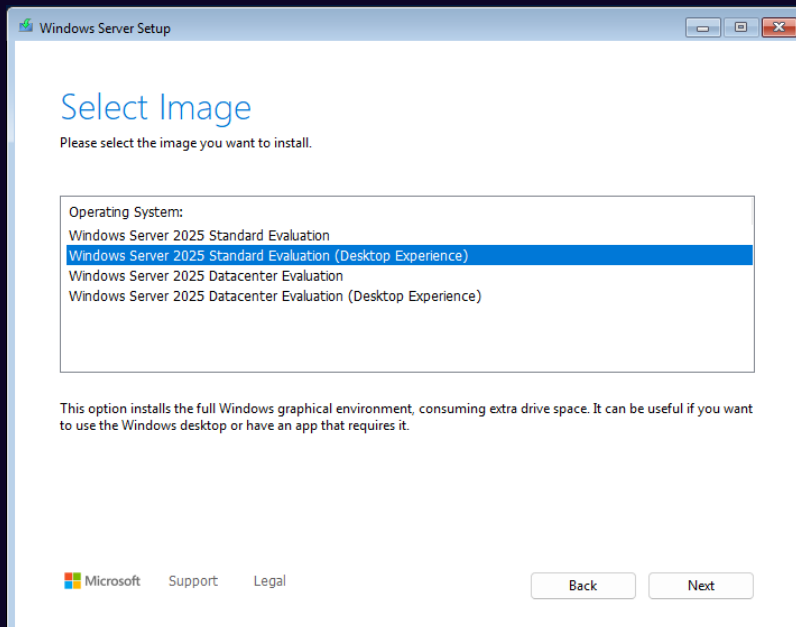 Windows Server Setup
Select Image
Please select the image you want to install.
Operating System:
Windows Server 2025 Standard Evaluation
Windows Server 2025 Standard Evaluation (Desktop Experience)
Windows Server 2025 Datacenter Evaluation
Windows Server 2025 Datacenter Evaluation (Desktop Experience)
This option installs the full Windows graphical environment, consuming extra drive space. It can be useful if you want
to use the Windows desktop or have an app that requires it.
Microsoft Support Legal Back Next